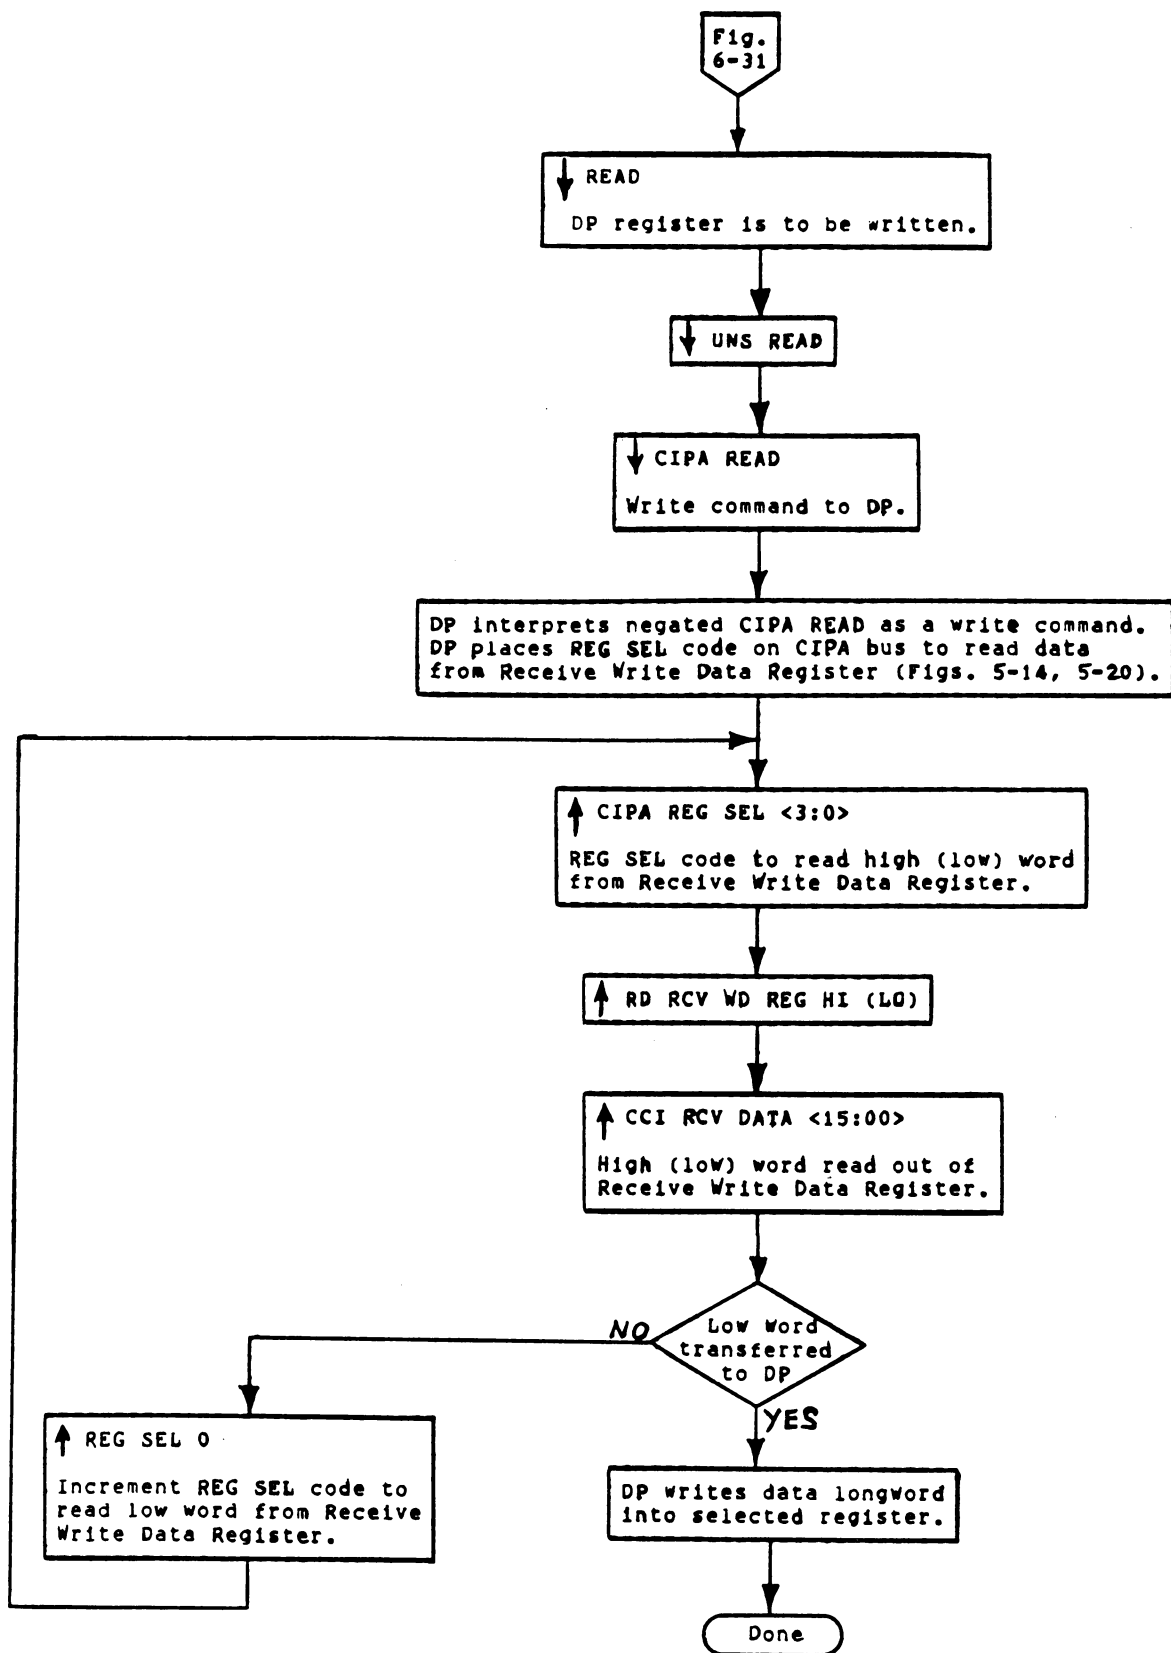 Fig.
6-31
READ
DP register is to be written.
UNS READ
CIPA READ
Write command to DP.
DP interprets negated CIPA READ as a write command.
DP places REG SEL code on CIPA bus to read data
from Receive Write Data Register (Figs. 5-14, 5-20).
CIPA REG SEL <3:0>
REG SEL code to read high (low) word
from Receive Write Data Register.
RD RCV WD REG HI (LO)
CCI RCV DATA <15:00>
High (low) word read out of
Receive Write Data Register.
Low Word
transferred
to DP
NO
YES
REG SEL 0
Increment REG SEL code to
read low word from Receive
Write Data Register.
DP writes data longword
into selected register.
Done